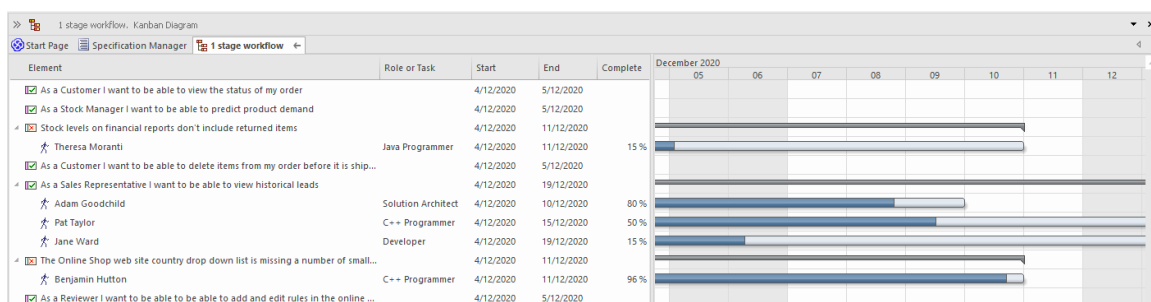 1 stage workflow. Kanban Diagram
Start Page Specification Manager 1 stage workflow
Element Role or Task Start End Complete December 2020
05 06 07 08 09 10 11 12
As a Customer I want to be able to view the status of my order 4/12/2020 5/12/2020
As a Stock Manager I want to be able to predict product demand 4/12/2020 5/12/2020
Stock levels on financial reports don't include returned items 4/12/2020 11/12/2020
Theresa Moranti Java Programmer 4/12/2020 11/12/2020 15 %
As a Customer I want to be able to delete items from my order before it is ship... 4/12/2020 5/12/2020
As a Sales Representative I want to be able to view historical leads 4/12/2020 19/12/2020
Adam Goodchild Solution Architect 4/12/2020 10/12/2020 80 %
Pat Taylor C++ Programmer 4/12/2020 15/12/2020 50 %
Jane Ward Developer 4/12/2020 19/12/2020 15 %
The Online Shop web site country drop down list is missing a number of small... 4/12/2020 11/12/2020
Benjamin Hutton C++ Programmer 4/12/2020 11/12/2020 96 %
As a Reviewer I want to be able to be able to add and edit rules in the online ... 4/12/2020 5/12/2020